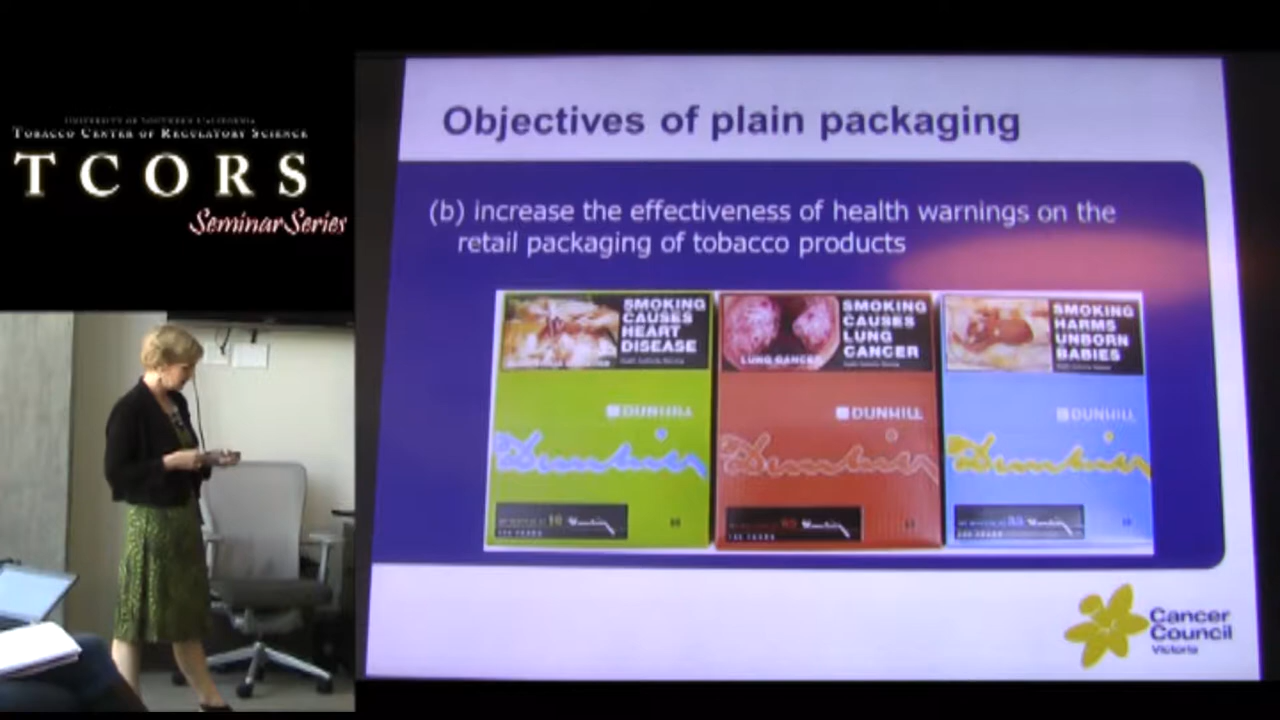 UNIVERSITY OF SOUTHERN CALIFORNIA
TOBACCO CENTER OF REGULATORY SCIENCE
TCORS
Seminar Series
Objectives of plain packaging
(b) increase the effectiveness of health warnings on the
retail packaging of tobacco products
SMOKING
CAUSES
HEART
DISEASE
SMOKING
CAUSES
LUNG
CANCER
LUNG CANCER
SMOKING
HARMS
UNBORN
BABIES
DUNHILL
DUNHILL
DUNHILL
Cancer
Council
Victoria